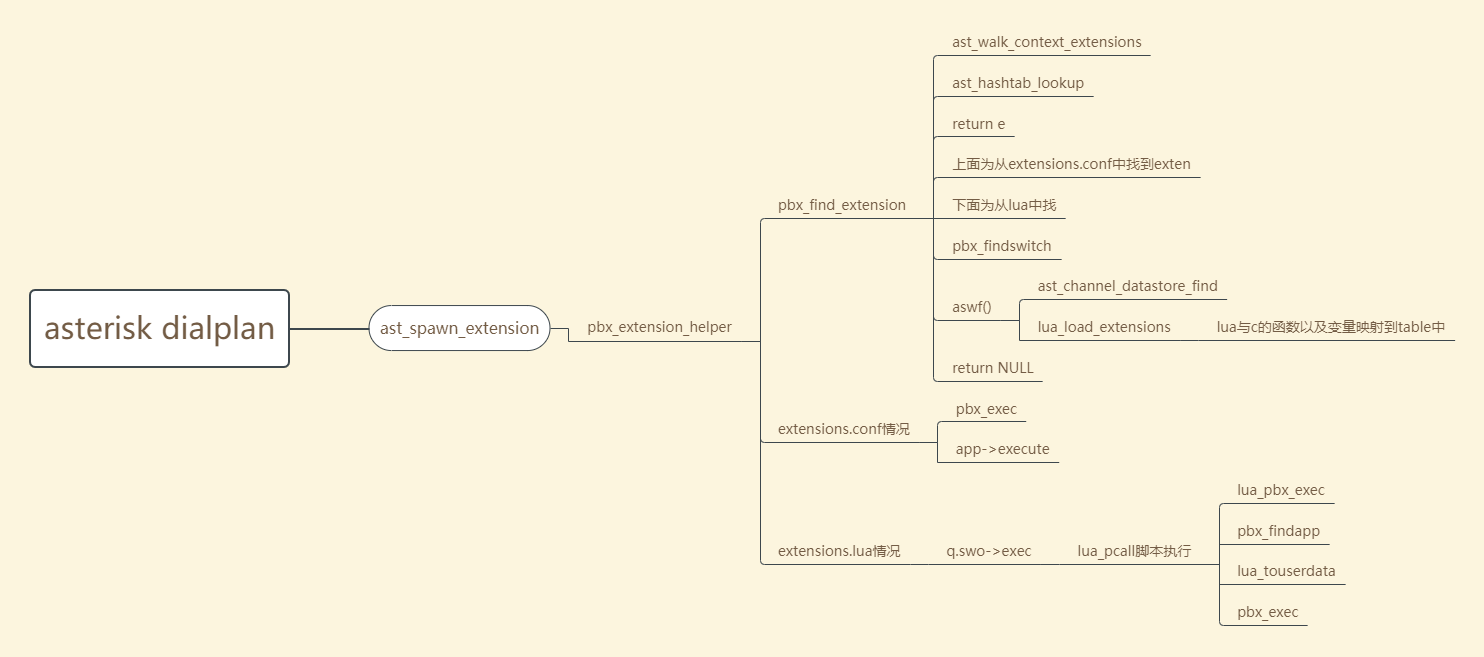 asterisk dialplan
ast_spawn_extension
pbx_extension_helper
pbx_find_extension
ast_walk_context_extensions
ast_hashtab_lookup
return e
上面为从extensions.conf中找到exten
下面为从lua中找
pbx_findswitch
aswf()
ast_channel_datastore_find
lua_load_extensions
lua与c的函数以及变量映射到table中
return NULL
extensions.conf情况
pbx_exec
app->execute
extensions.lua情况
q.swo->exec
lua_pcall脚本执行
lua_pbx_exec
pbx_findapp
lua_touserdata
pbx_exec